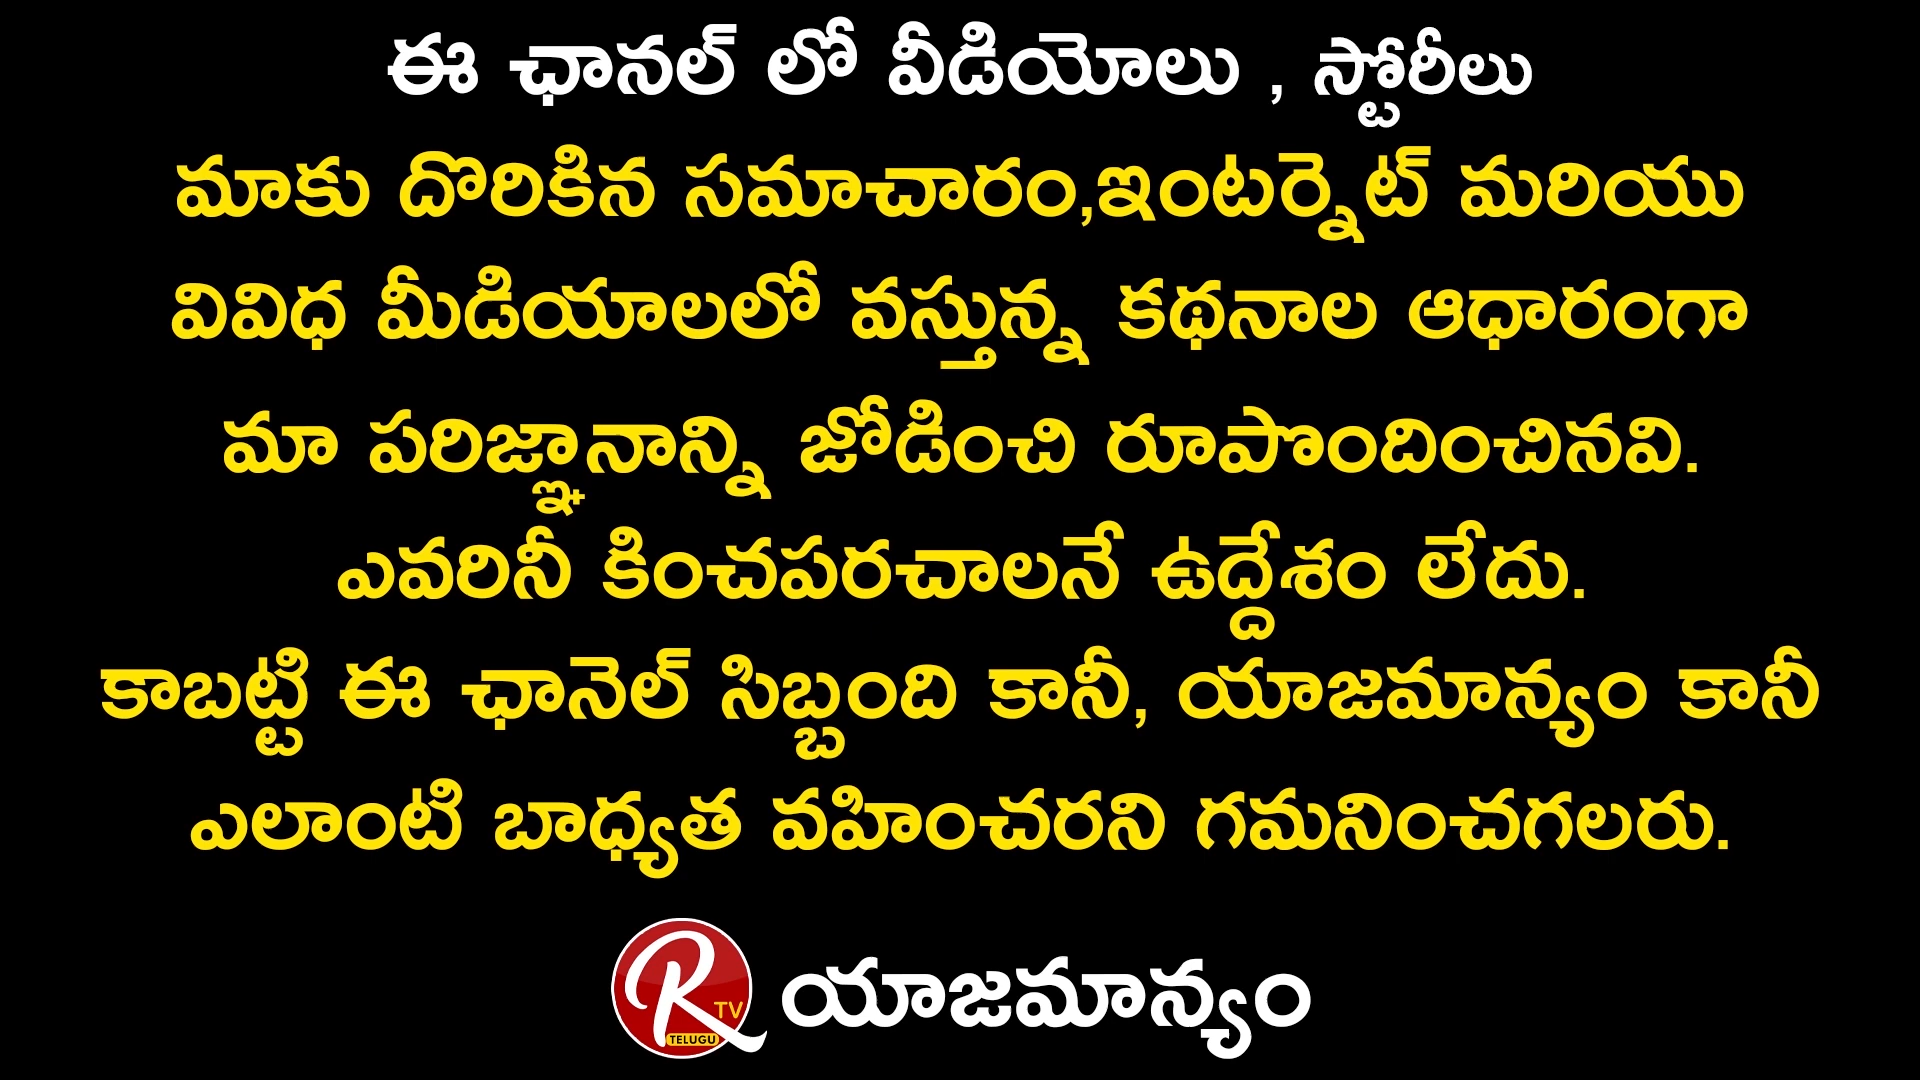 ఈ ఛానల్ లో వీడియోలు , స్టోరీలు
మాకు దొరికిన సమాచారం,ఇంటర్నెట్ మరియు
వివిధ మీడియాలలో వస్తున్న కథనాల ఆధారంగా
మా పరిజ్ఞానాన్ని జోడించి రూపొందించినవి.
ఎవరినీ కించపరచాలనే ఉద్దేశం లేదు.
కాబట్టి ఈ ఛానెల్ సిబ్బంది కానీ, యాజమాన్యం కానీ
ఎలాంటి బాధ్యత వహించరని గమనించగలరు.
R TV TELUGU యాజమాన్యం